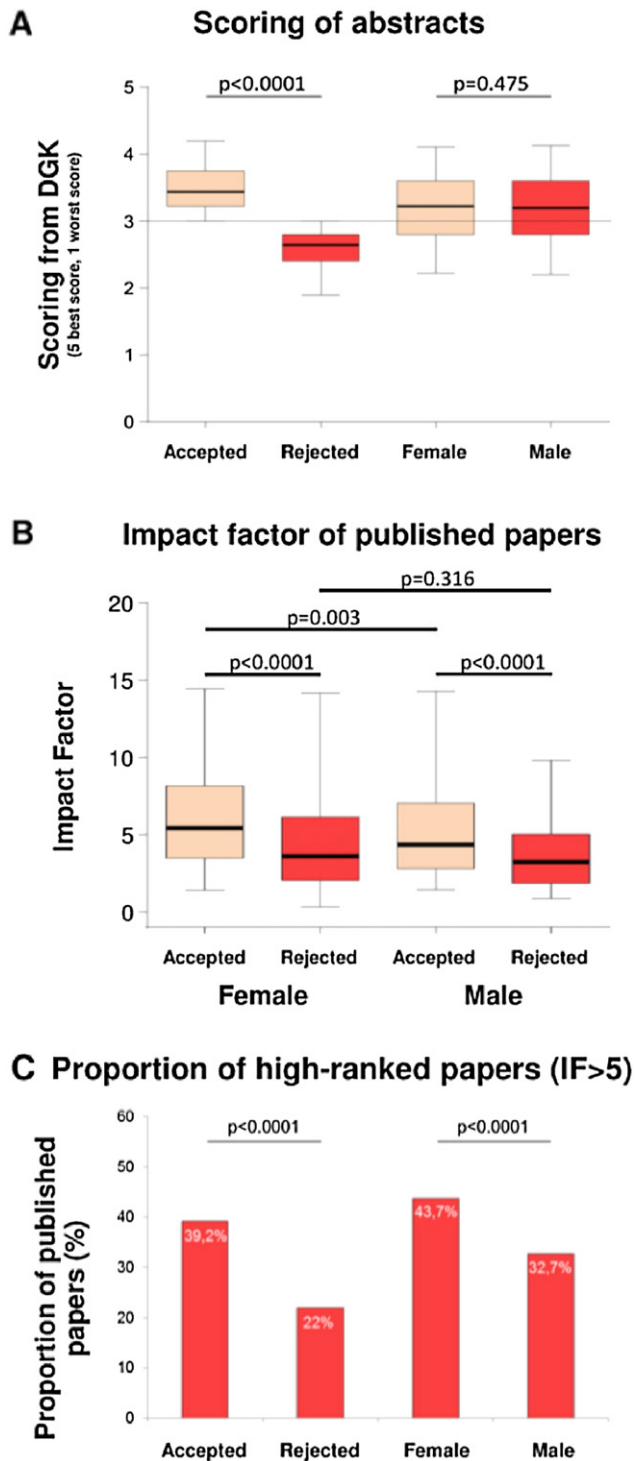 A Scoring of abstracts
p<0.0001 p=0.475
Scoring from DGK
(5 best score, 1 worst score)
5
4
3
2
1
0
Accepted Rejected Female Male
B Impact factor of published papers
p=0.316
p=0.003
p<0.0001 p<0.0001
Impact Factor
20
15
10
5
0
Accepted Rejected Accepted Rejected
Female Male
C Proportion of high-ranked papers (IF>5)
p<0.0001 p<0.0001
Proportion of published
papers (%)
60
50
40
30
20
10
0
39,2% 22% 43,7% 32,7%
Accepted Rejected Female Male